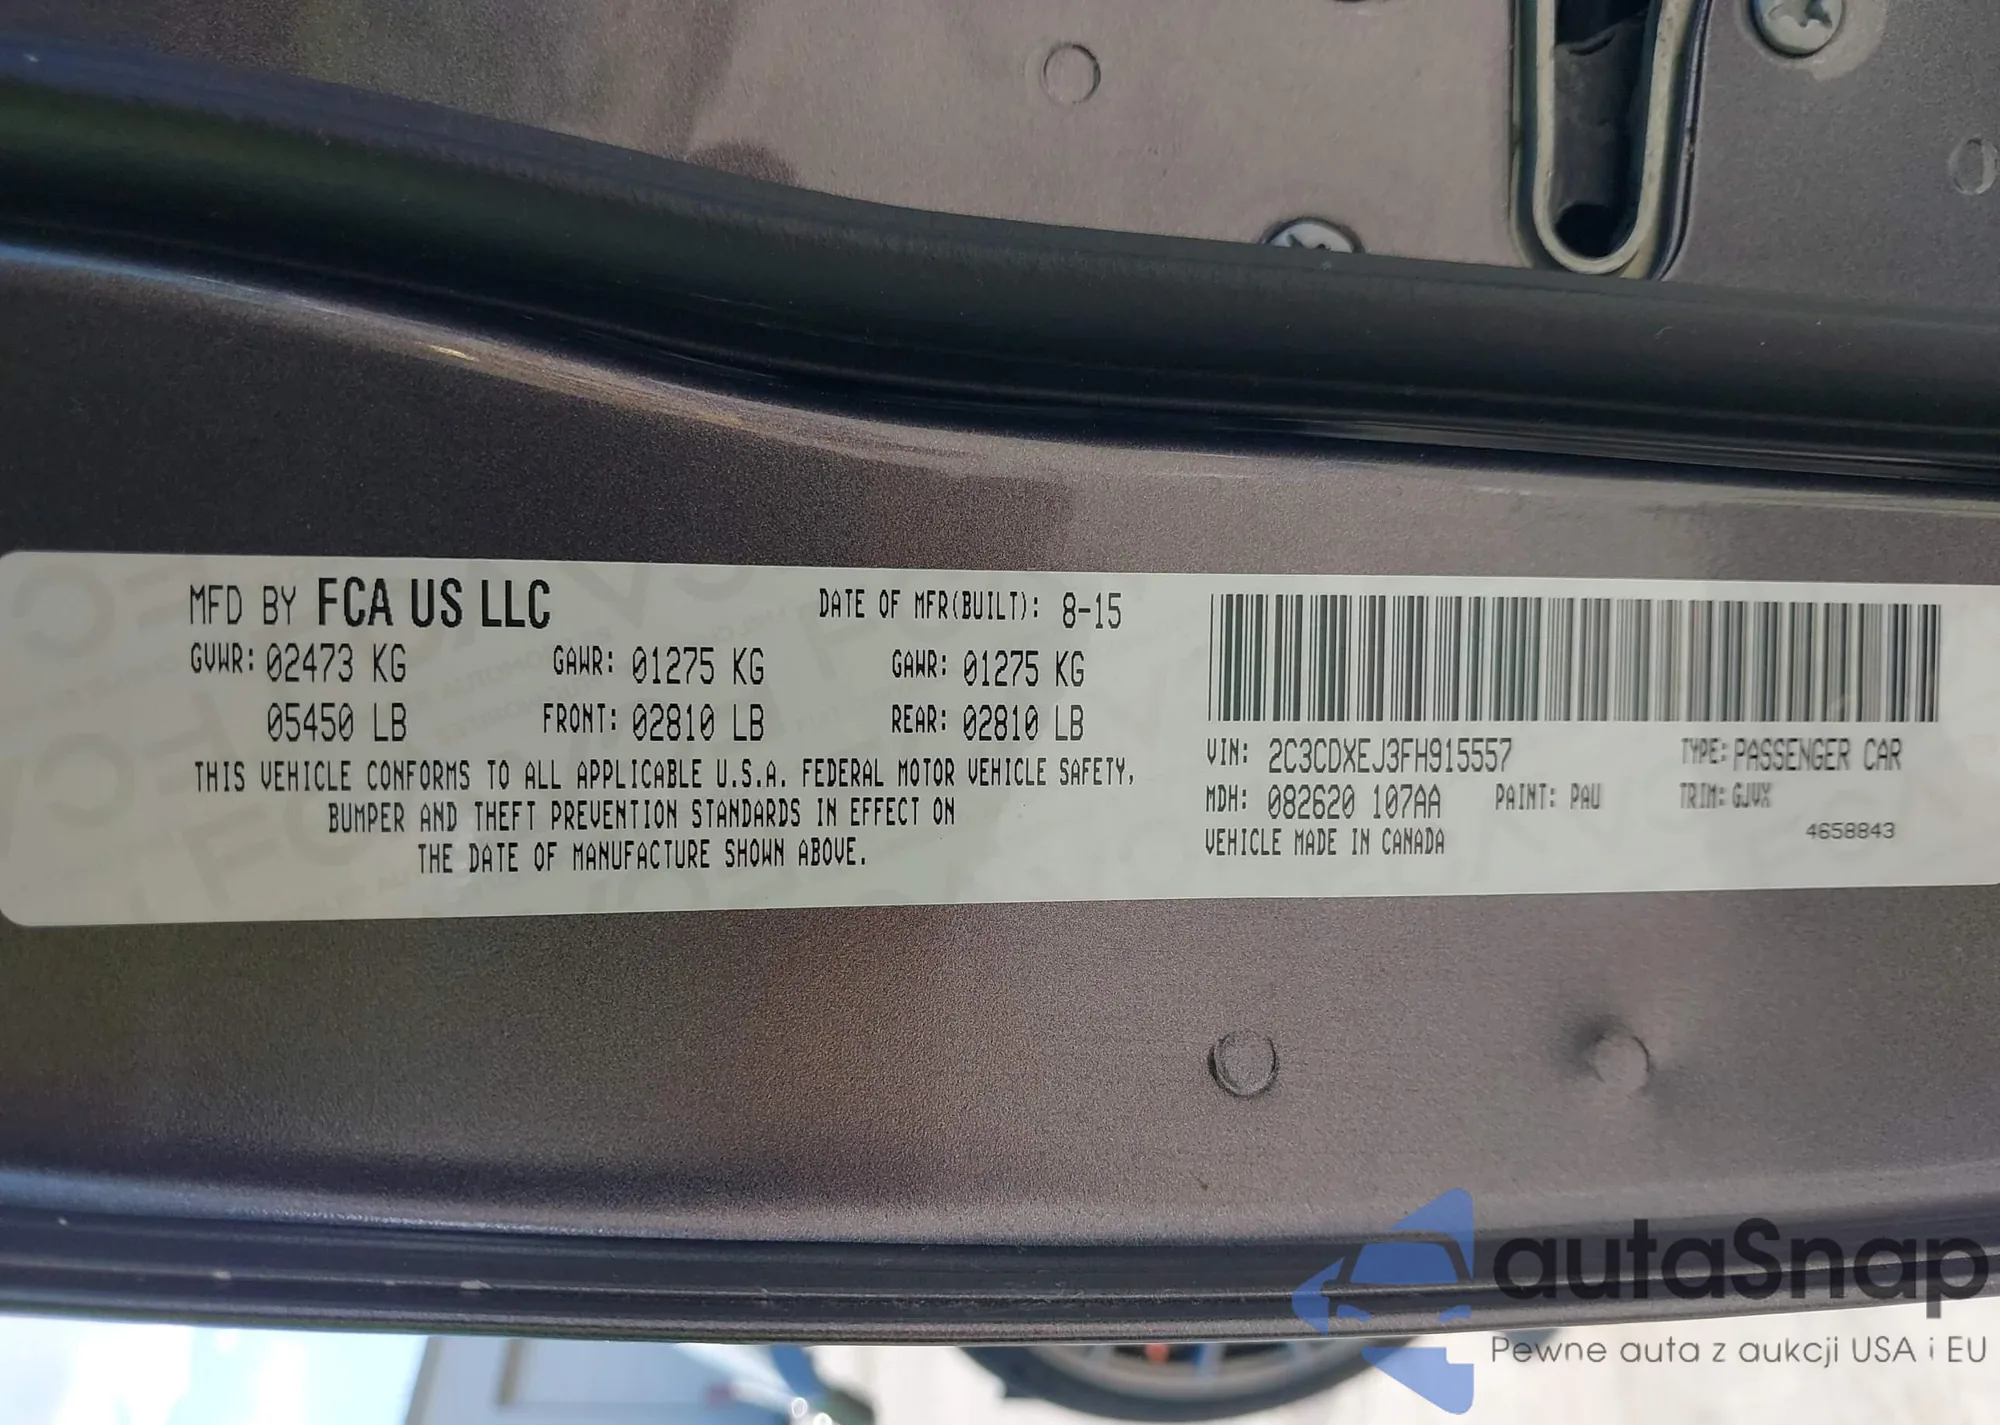 MFD BY FCA US LLC DATE OF MFR(BUILT): 8-15
GVWR: 02473 KG GAWR: 01275 KG GAWR: 01275 KG
05450 LB FRONT: 02810 LB REAR: 02810 LB
THIS VEHICLE CONFORMS TO ALL APPLICABLE U.S.A. FEDERAL MOTOR VEHICLE SAFETY,
BUMPER AND THEFT PREVENTION STANDARDS IN EFFECT ON
THE DATE OF MANUFACTURE SHOWN ABOVE.
VIN: 2C3CDXEJ3FH915557 TYPE: PASSENGER CAR
MDH: 082620 107AA PAINT: PAU TRIM: GJVX
VEHICLE MADE IN CANADA 4658843
autaSnap
Pewne auta z aukcji USA i EU